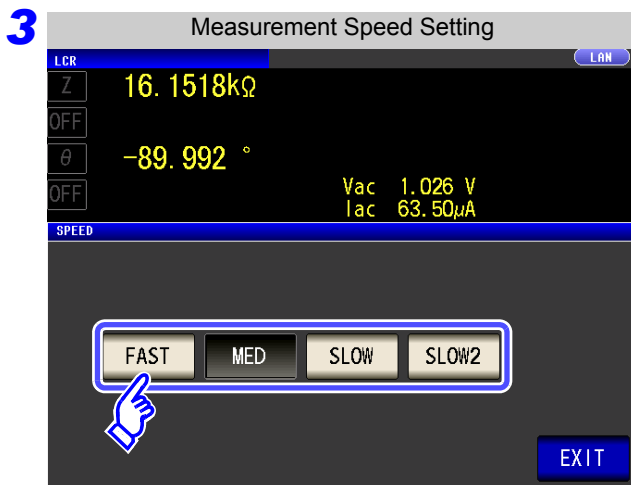 3
Measurement Speed Setting
LCR
LAN
Z 16.1518kΩ
OFF
θ -89.992 °
OFF
Vac 1.026 V
Iac 63.50μA
SPEED
FAST MED SLOW SLOW2
EXIT